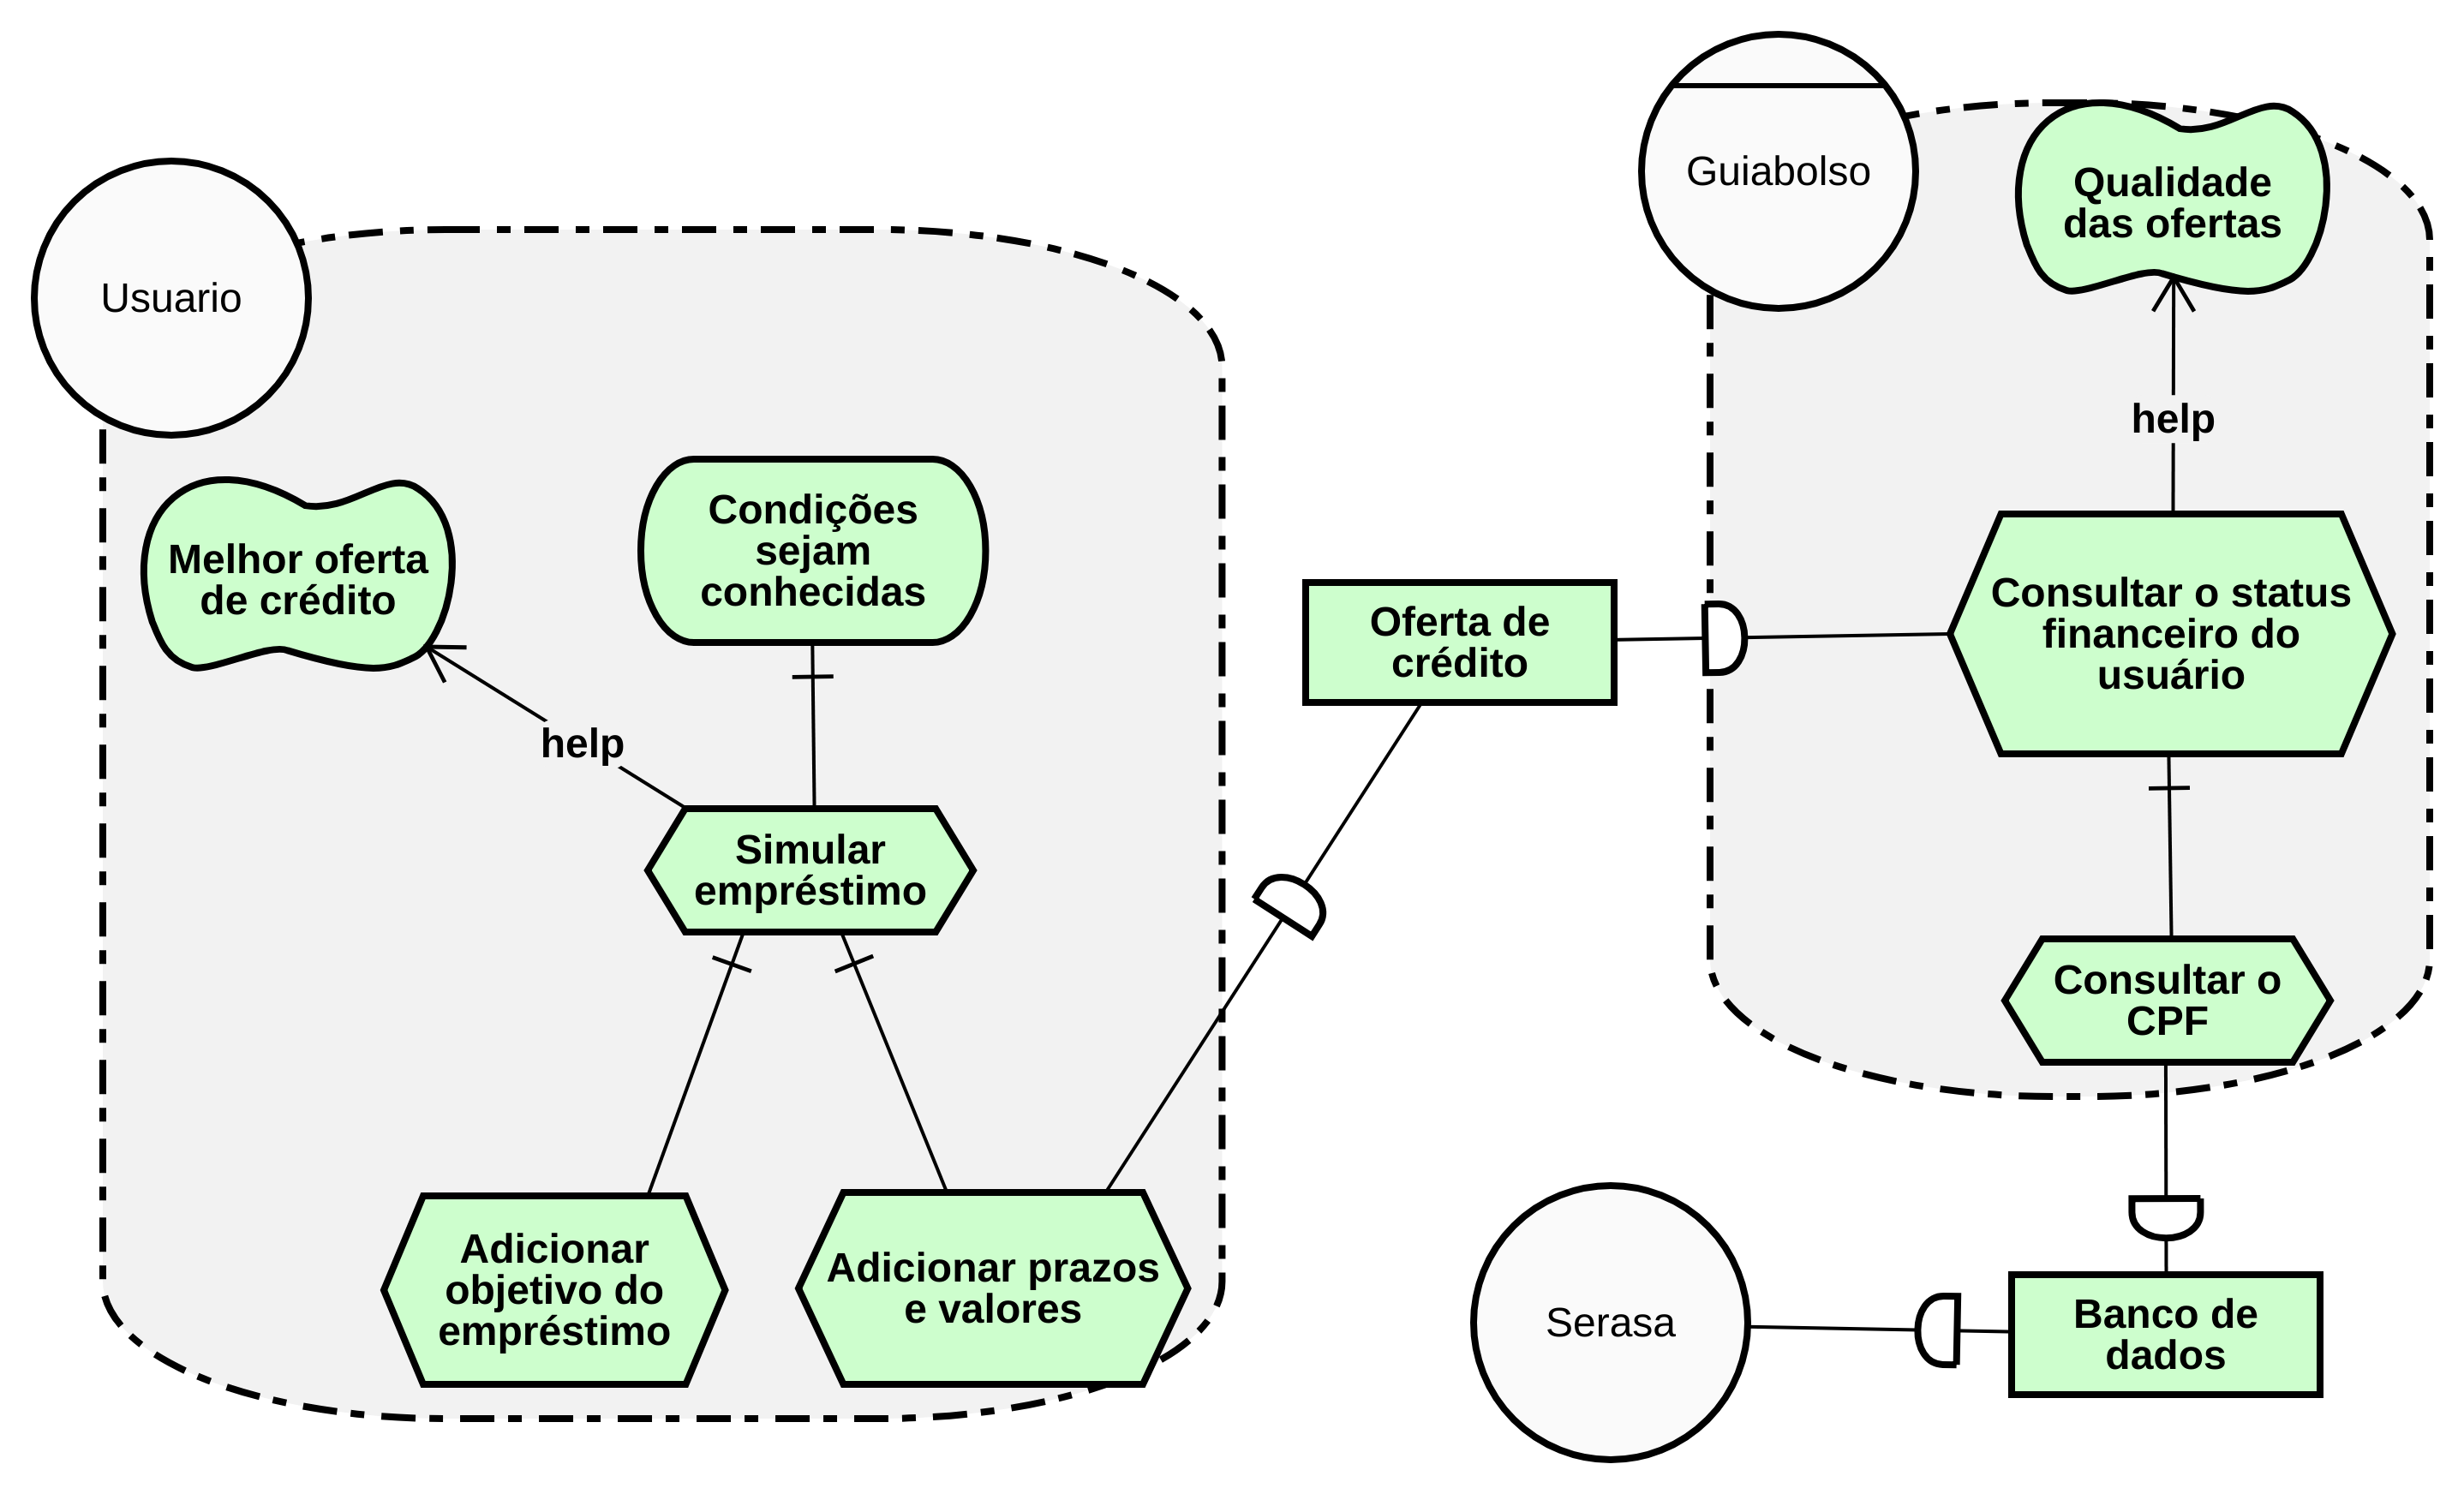 Usuario
Melhor oferta
de crédito
Condições
sejam
conhecidas
help
Simular
empréstimo
Adicionar
objetivo do
empréstimo
Adicionar prazos
e valores
Oferta de
crédito
Guiabolso
Qualidade
das ofertas
help
Consultar o status
financeiro do
usuário
Consultar o
CPF
Serasa
Banco de
dados